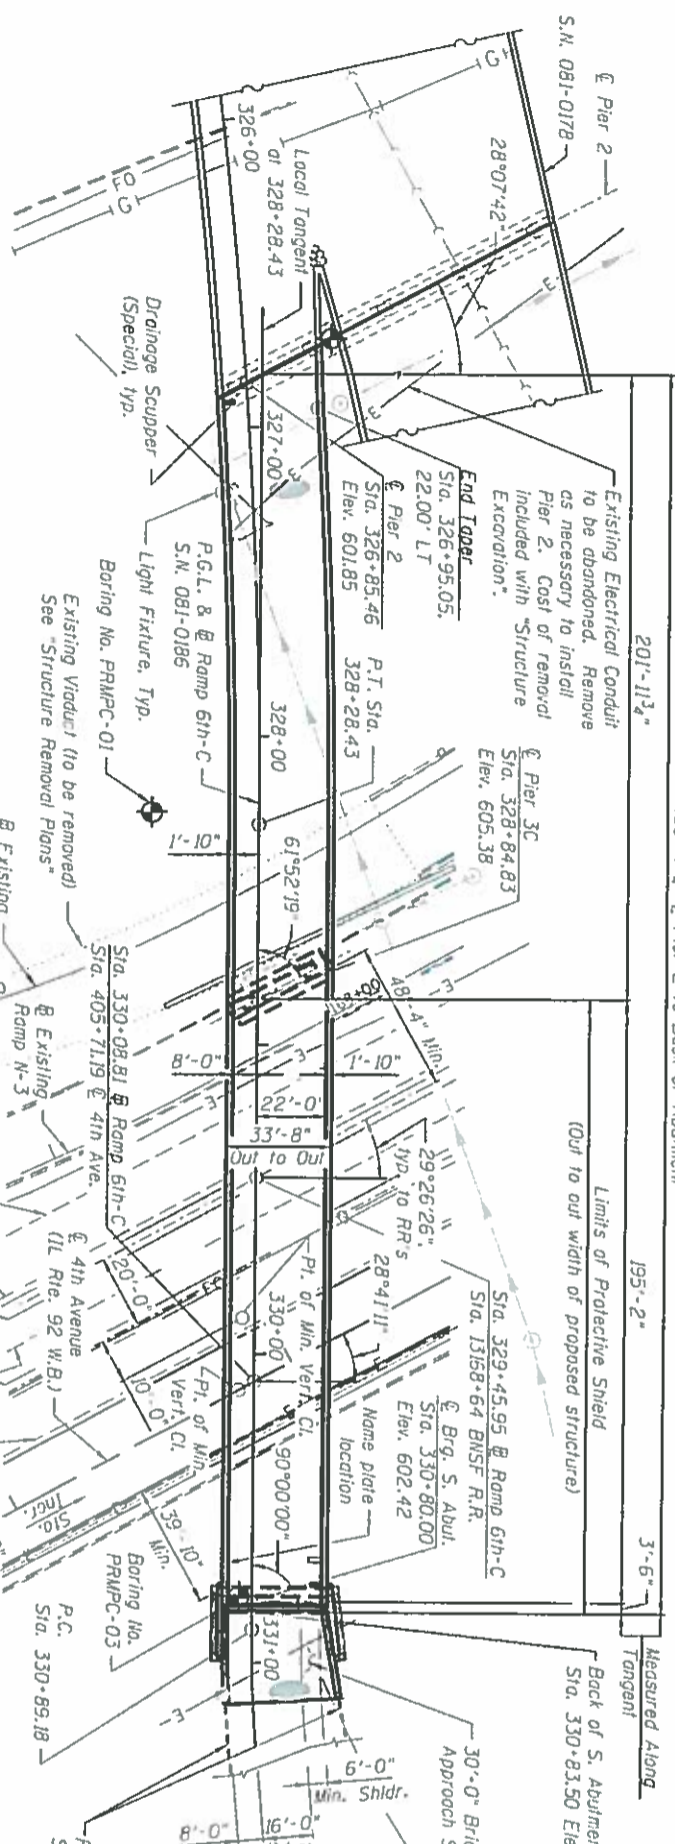 ℄ Pier 2
S.N. 081-0178
28°07'42"
G
E
FO
G
326+00
Local Tangent
at 328+28.43
Drainage Scupper
(Special), typ.
327+00
Existing Electrical Conduit
to be abandoned. Remove
as necessary to install
Pier 2. Cost of removal
included with "Structure
Excavation".
End Taper
Sta. 326+95.05,
22.00' LT
℄ Pier 2
Sta. 326+85.46
Elev. 601.85
201'-11¾"
P.T. Sta.
328+28.43
P.G.L. & ᗺ Ramp 6th-C
S.N. 081-0186
Light Fixture, Typ.
Boring No. PRMPC-01
Existing Viaduct (to be removed)
See "Structure Removal Plans"
328+00
℄ Pier 3C
Sta. 328+84.83
Elev. 605.38
1'-10"
61°52'19"
48'-4" Min.
8'-0"
1'-10"
22'-0"
33'-8"
Out to Out
Sta. 330+08.81 ᗺ Ramp 6th-C
Sta. 405+71.19 ℄ 4th Ave.
ᗺ Existing
Ramp N-3
29°26'26",
typ. to RR's
28°41'11"
195'-2"
Limits of Protective Shield
(Out to out width of proposed structure)
Sta. 329+45.95 ᗺ Ramp 6th-C
Sta. 13168+64 BNSF R.R.
℄ Brg. S. Abut.
Sta. 330+80.00
Elev. 602.42
Name plate
location
Pt. of Min. Vert. Cl.
330+00
Pt. of Min.
Vert. Cl.
20'-0"
10'-0"
℄ 4th Avenue
(IL Rte. 92 W.B.)
Sta.
Incr.
90°00'00"
39'-10"
Min.
Boring No.
PRMPC-03
P.C.
Sta. 330+89.18
331+00
3'-6"
Measured Along
Tangent
Back of S. Abutmen
Sta. 330+83.50 Ele
30'-0" Bri
Approach S
6'-0"
Min. Shldr.
16'-0"
8'-0"
ᗺ Existing